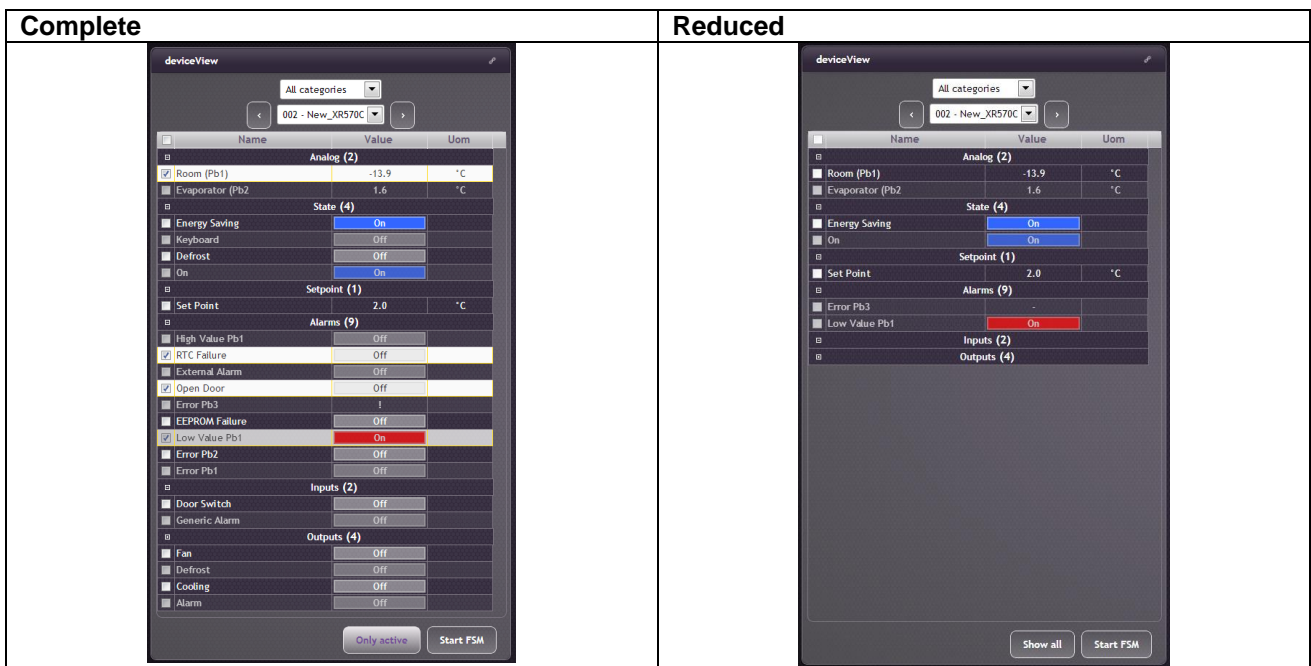 Complete
deviceView
All categories
‹ 002 - New_XR570C ›
Name Value Uom
Analog (2)
Room (Pb1) -13.9 °C
Evaporator (Pb2 1.6 °C
State (4)
Energy Saving On
Keyboard Off
Defrost Off
On On
Setpoint (1)
Set Point 2.0 °C
Alarms (9)
High Value Pb1 Off
RTC Failure Off
External Alarm Off
Open Door Off
Error Pb3 !
EEPROM Failure Off
Low Value Pb1 On
Error Pb2 Off
Error Pb1 Off
Inputs (2)
Door Switch Off
Generic Alarm Off
Outputs (4)
Fan Off
Defrost Off
Cooling Off
Alarm Off
Only active Start FSM
Reduced
deviceView
All categories
‹ 002 - New_XR570C ›
Name Value Uom
Analog (2)
Room (Pb1) -13.9 °C
Evaporator (Pb2 1.6 °C
State (4)
Energy Saving On
On On
Setpoint (1)
Set Point 2.0 °C
Alarms (9)
Error Pb3 -
Low Value Pb1 On
Inputs (2)
Outputs (4)
Show all Start FSM